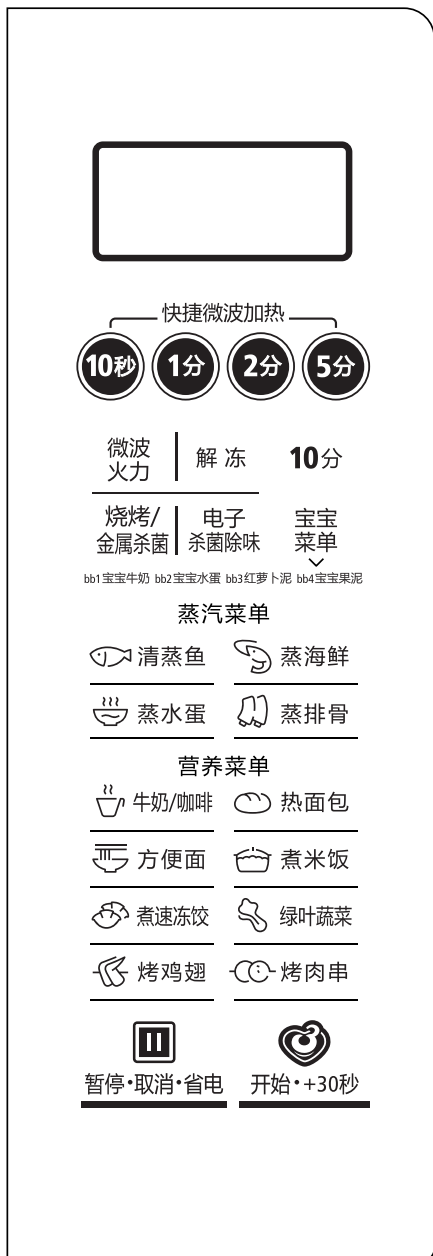 快捷微波加热
10秒 1分 2分 5分
微波火力 解冻 10分
烧烤/金属杀菌 电子杀菌除味 宝宝菜单
bb1宝宝牛奶 bb2宝宝水蛋 bb3红萝卜泥 bb4宝宝果泥
蒸汽菜单
清蒸鱼 蒸海鲜
蒸水蛋 蒸排骨
营养菜单
牛奶/咖啡 热面包
方便面 煮米饭
煮速冻饺 绿叶蔬菜
烤鸡翅 烤肉串
暂停·取消·省电 开始·+30秒